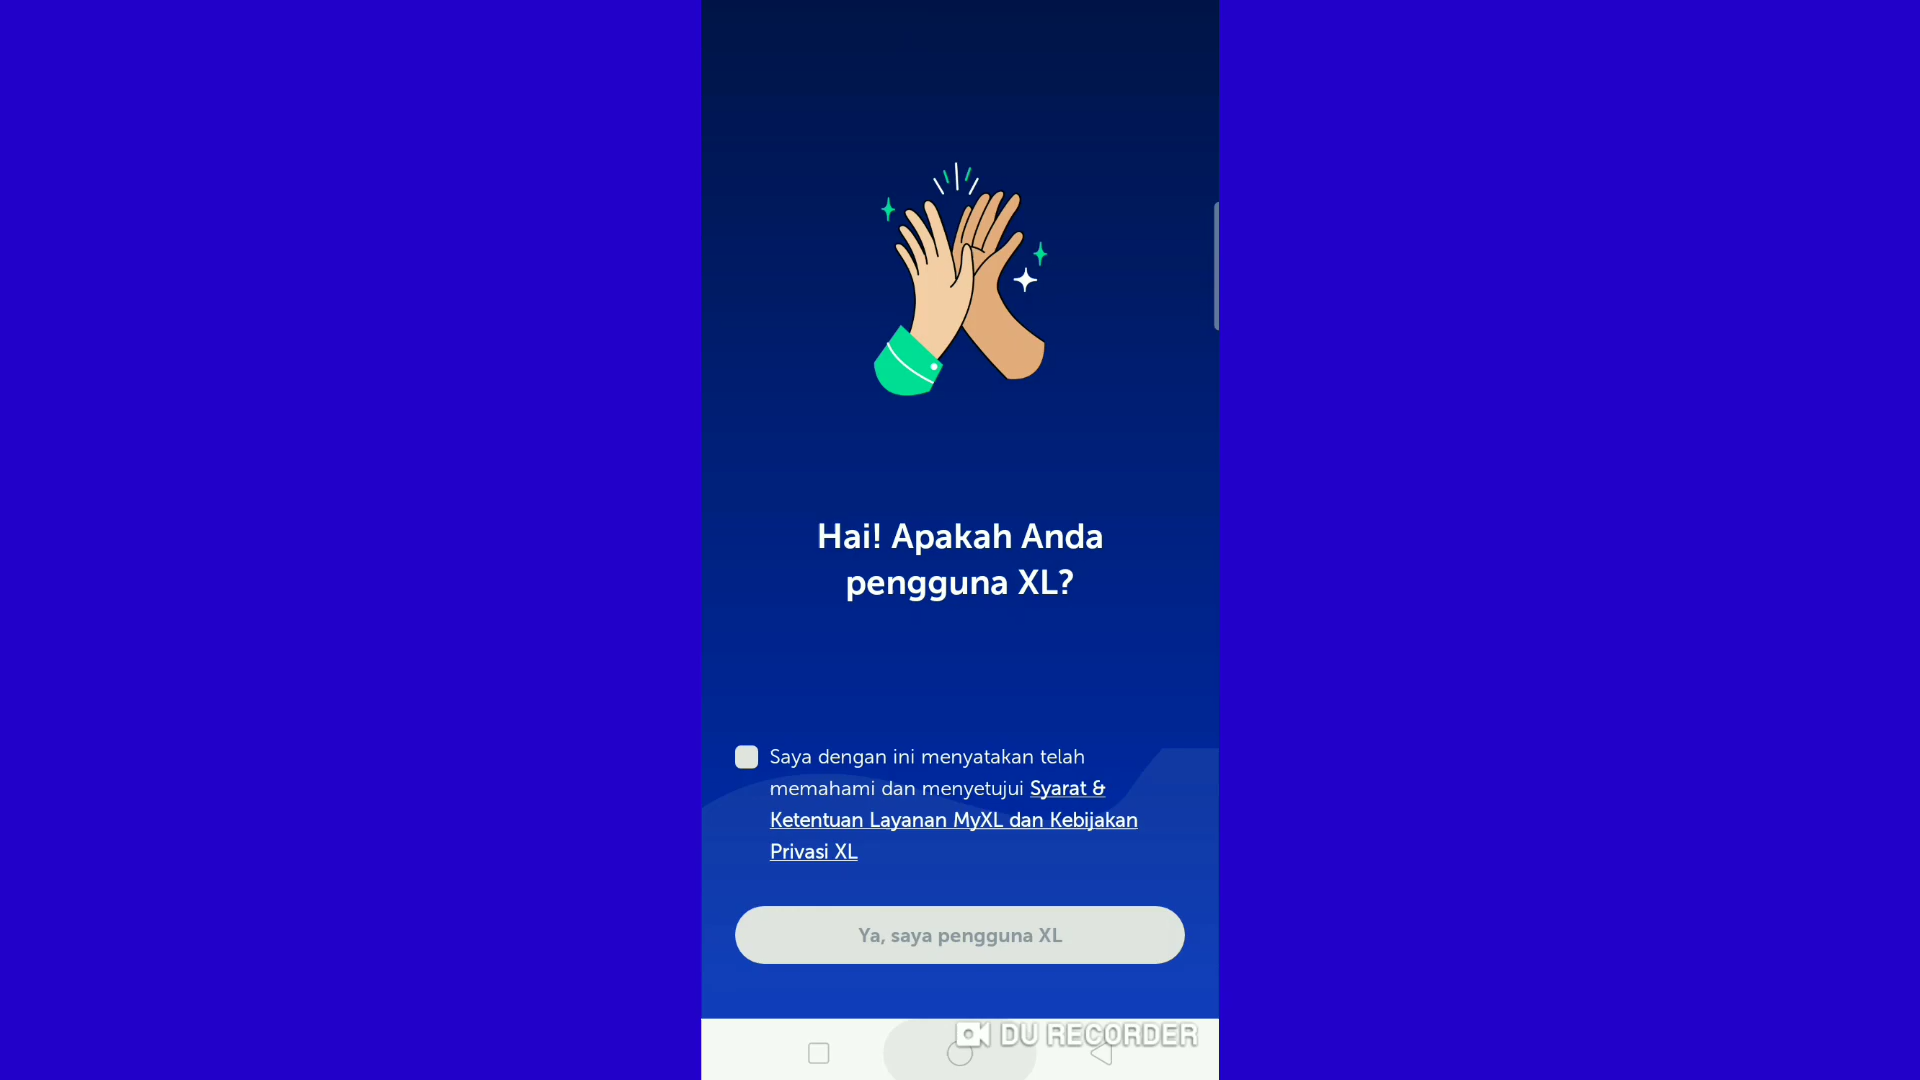 Hai! Apakah Anda
pengguna XL?
Saya dengan ini menyatakan telah
memahami dan menyetujui Syarat &
Ketentuan Layanan MyXL dan Kebijakan
Privasi XL
Ya, saya pengguna XL
DU RECORDER